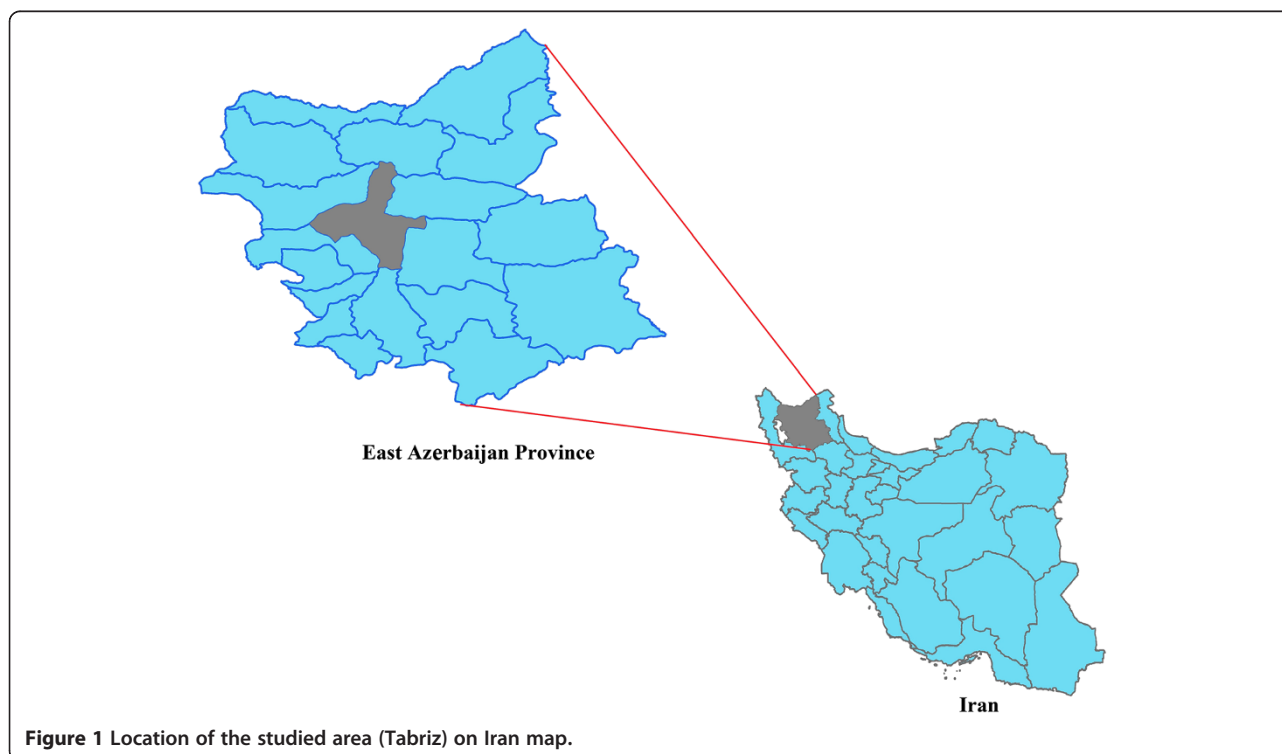 East Azerbaijan Province
Iran
Figure 1 Location of the studied area (Tabriz) on Iran map.